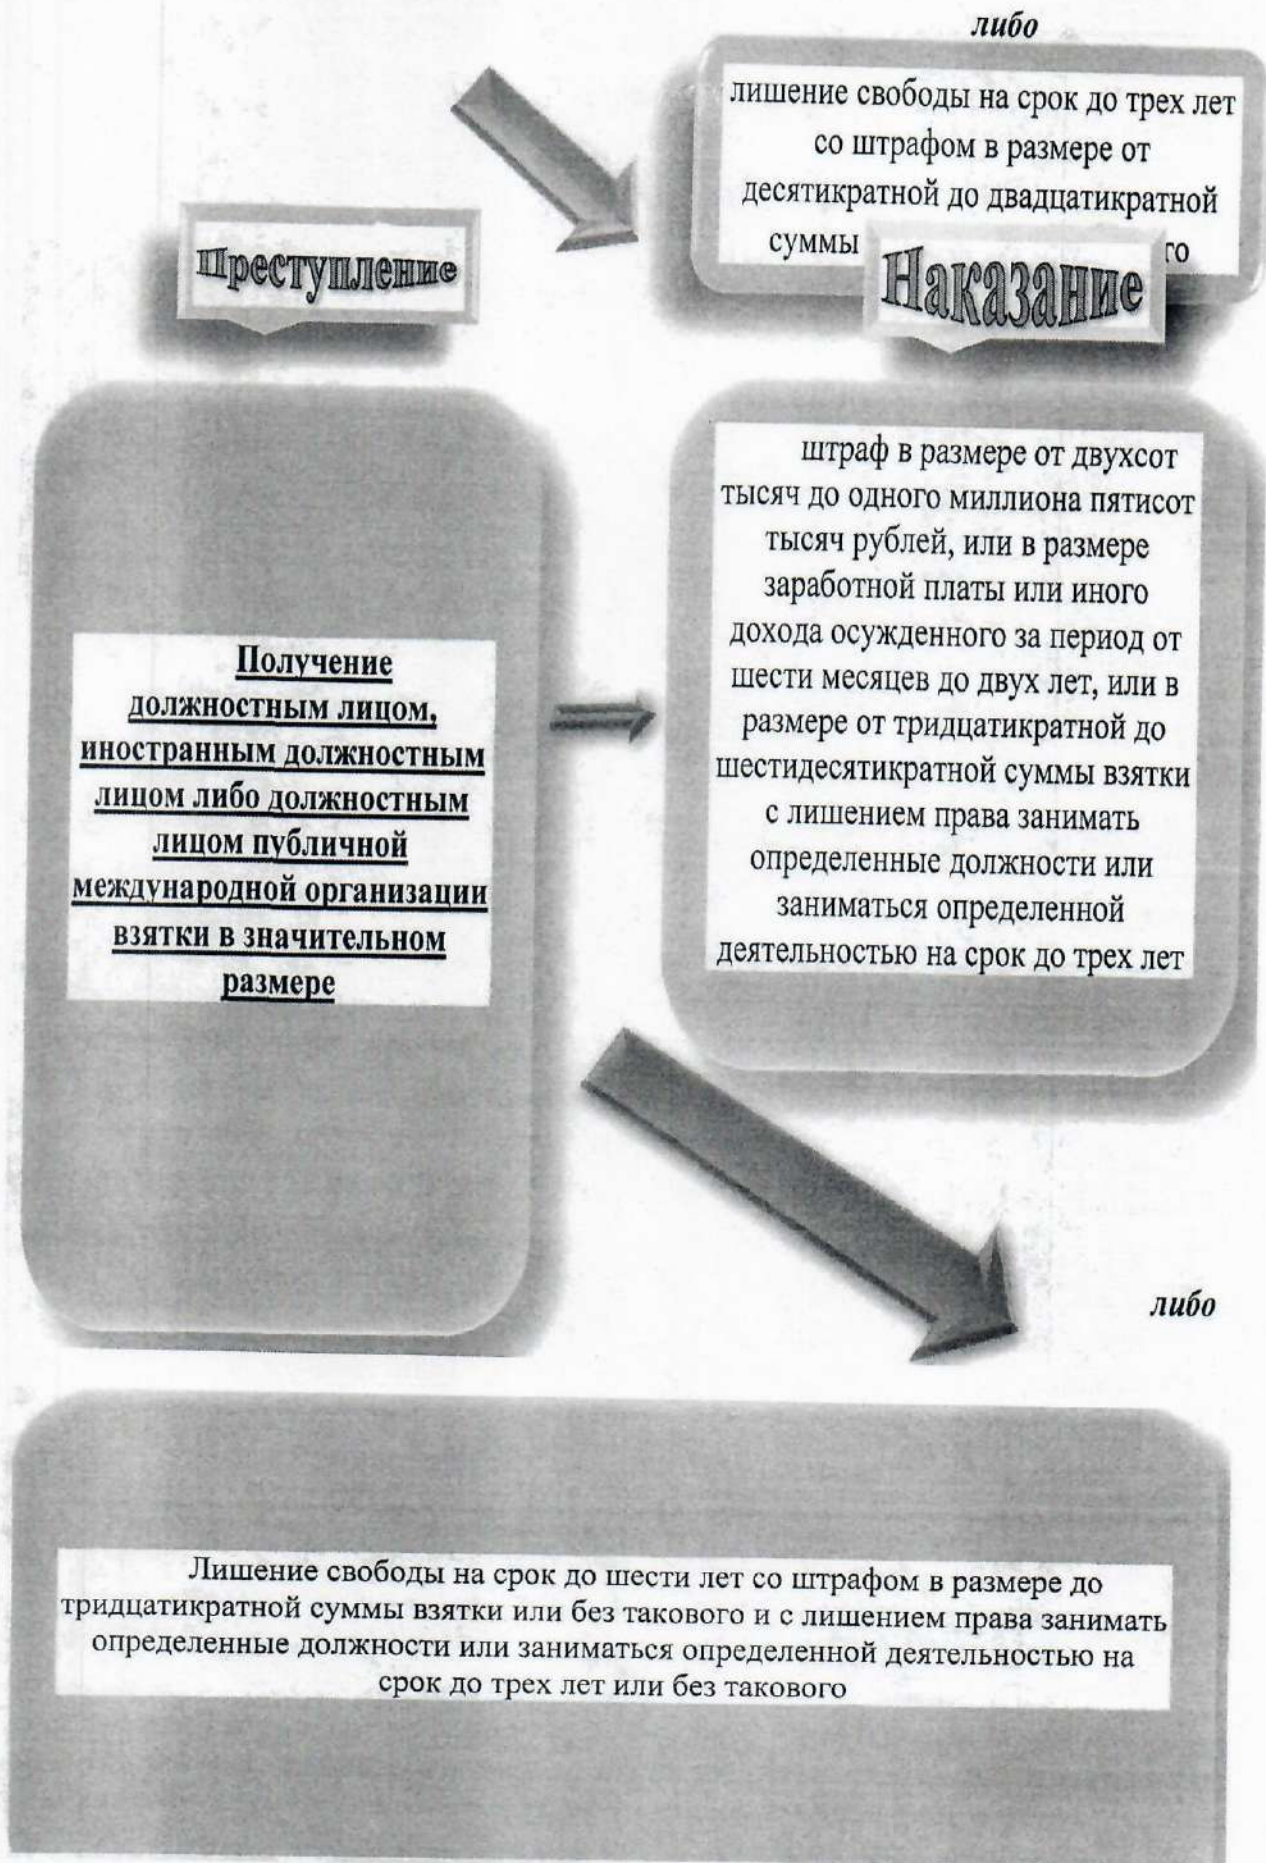 либо
лишение свободы на срок до трех лет
со штрафом в размере от
десятикратной до двадцатикратной
суммы
Преступление
Наказание
штраф в размере от двухсот
тысяч до одного миллиона пятисот
тысяч рублей, или в размере
заработной платы или иного
дохода осужденного за период от
шести месяцев до двух лет, или в
размере от тридцатикратной до
шестидесятикратной суммы взятки
с лишением права занимать
определенные должности или
заниматься определенной
деятельностью на срок до трех лет
Получение
должностным лицом,
иностранным должностным
лицом либо должностным
лицом публичной
международной организации
взятки в значительном
размере
либо
Лишение свободы на срок до шести лет со штрафом в размере до
тридцатикратной суммы взятки или без такового и с лишением права занимать
определенные должности или заниматься определенной деятельностью на
срок до трех лет или без такового